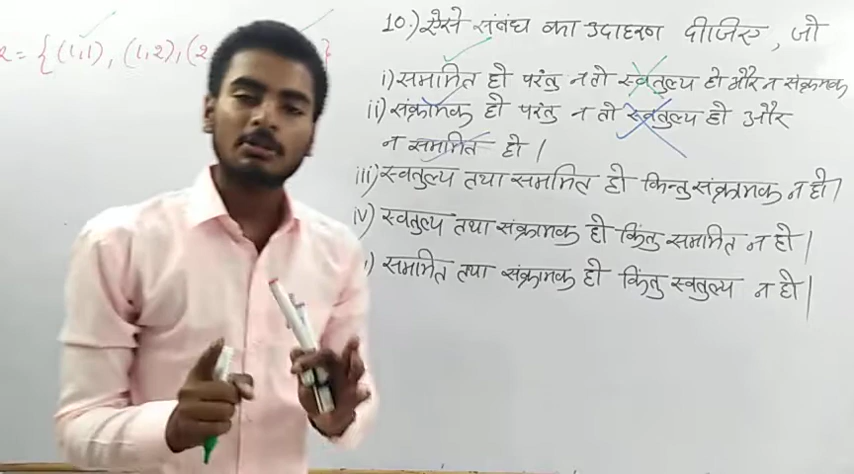 R = { (1,1), (1,2), (2 }
10.) ऐसे संबंध का उदाहरण दीजिए, जो
i) सममित हो परंतु न तो स्वतुल्य हो और न संक्रामक
ii) संक्रामक हो परंतु न तो स्वतुल्य हो और
न सममित हो |
iii) स्वतुल्य तथा सममित हो किन्तु संक्रामक न हो |
iv) स्वतुल्य तथा संक्रामक हो किंतु सममित न हो |
) सममित तथा संक्रामक हो किंतु स्वतुल्य न हो |